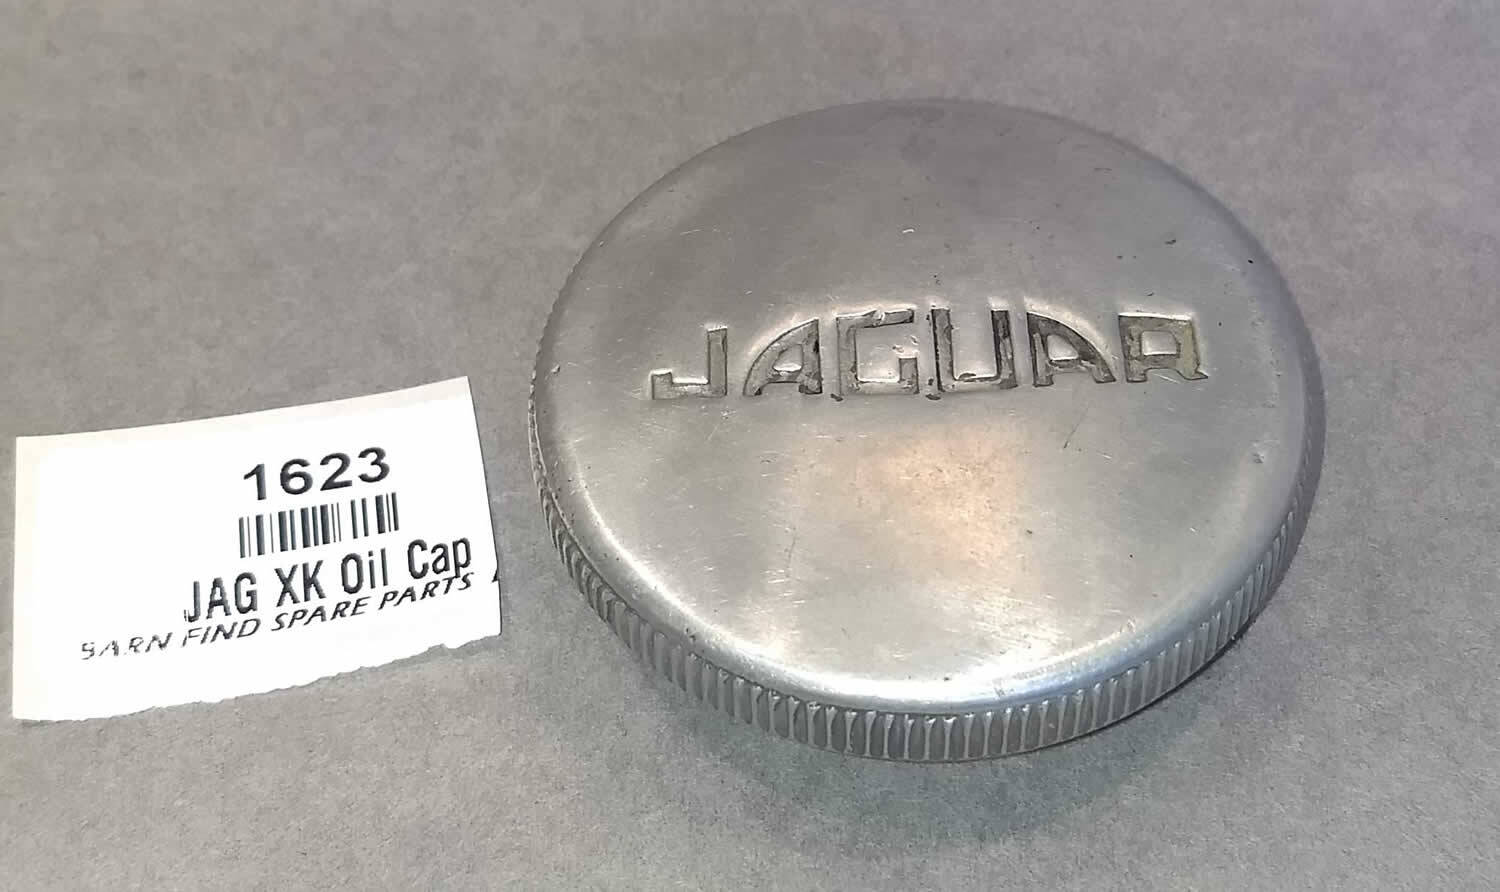 1623
JAG XK Oil Cap
BARN FIND SPARE PARTS
JAGUAR